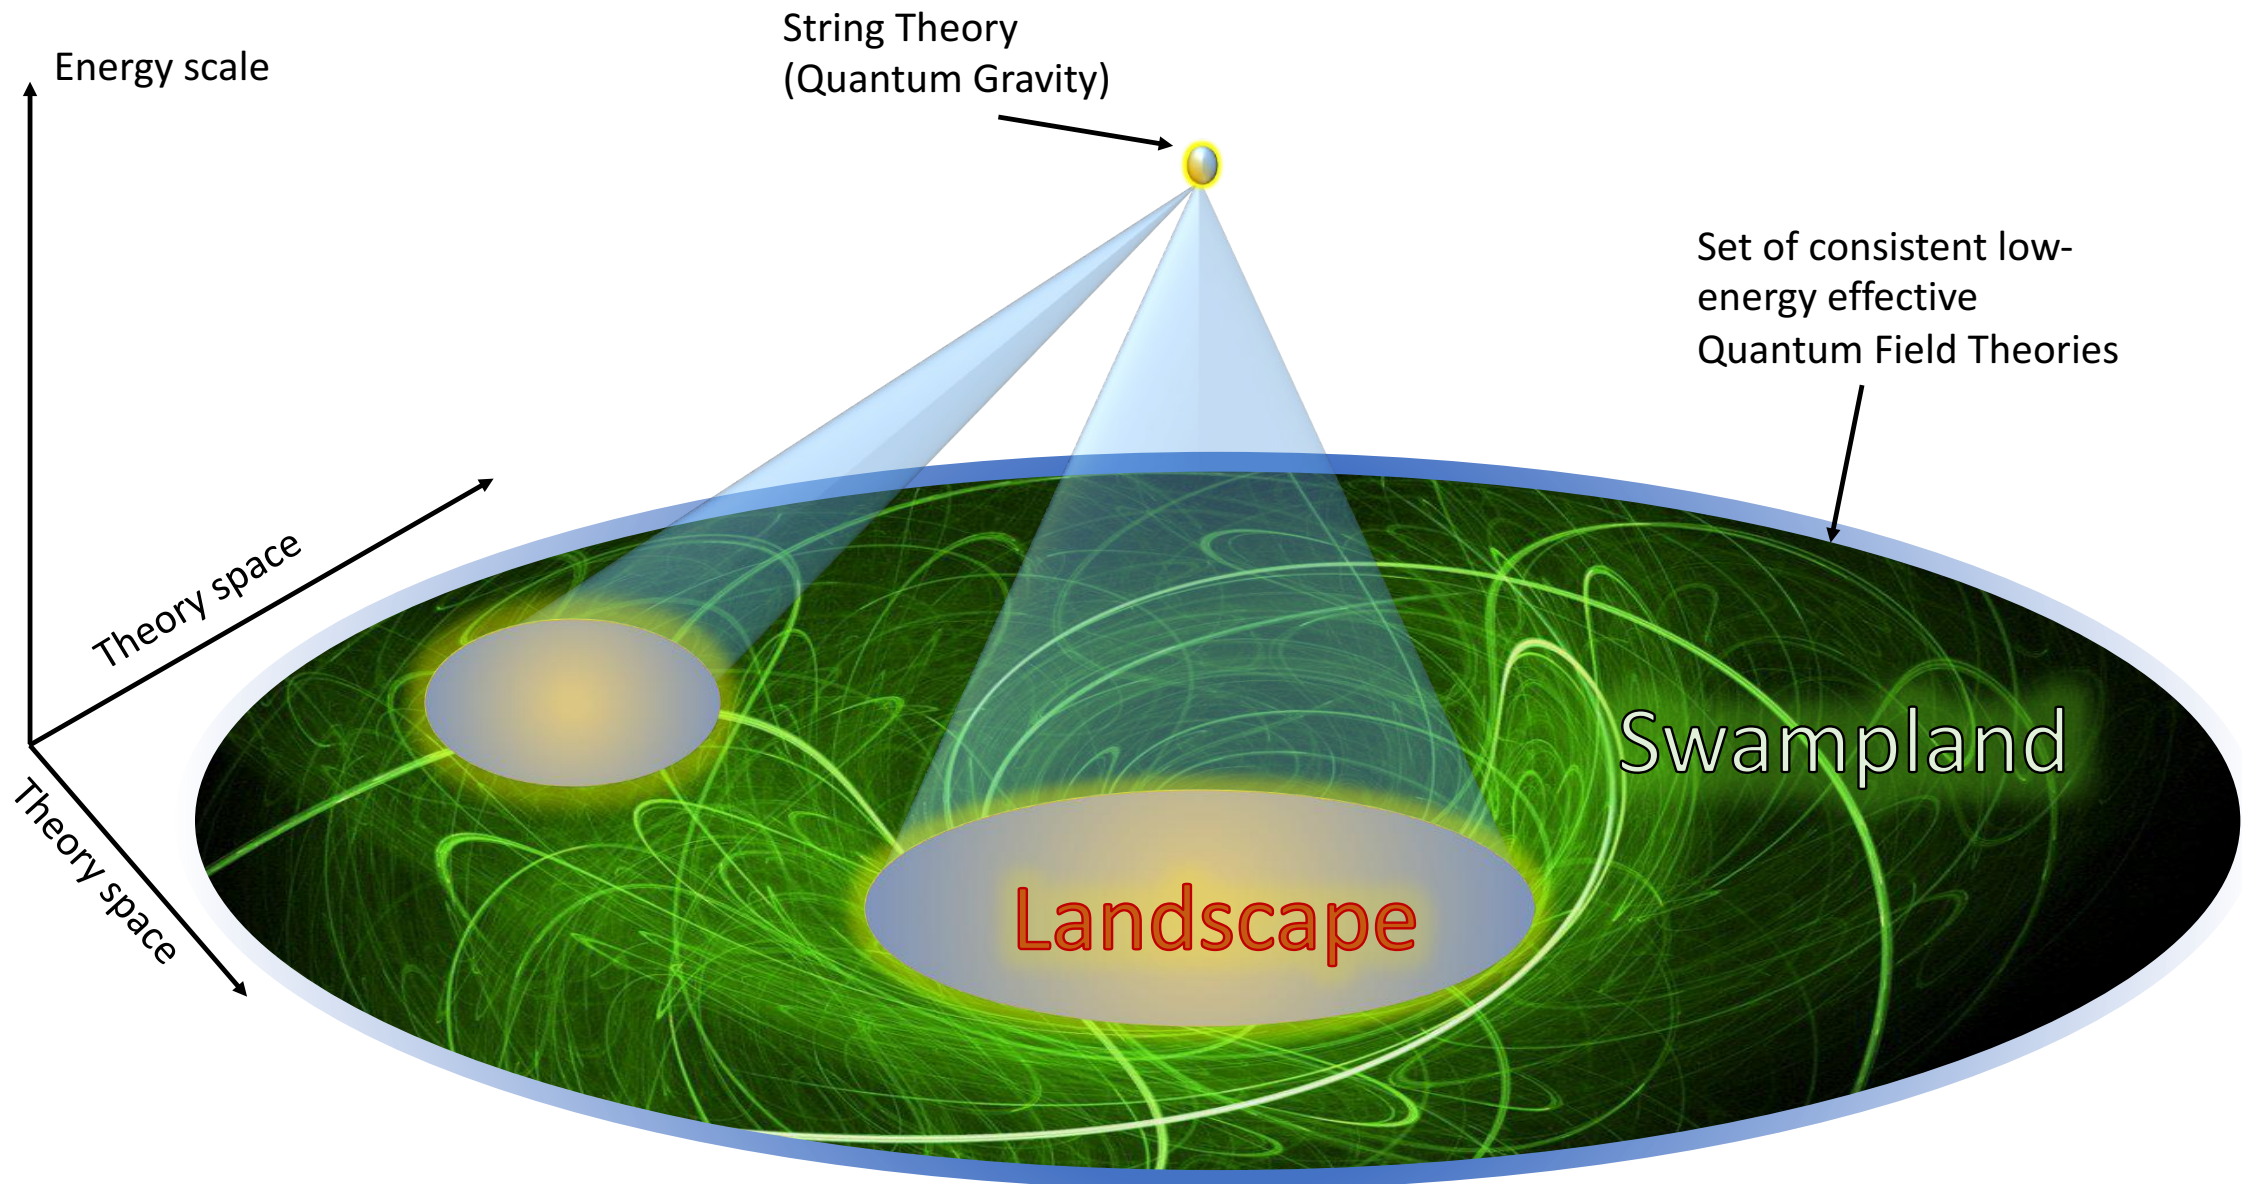 String Theory
(Quantum Gravity)
Energy scale
Set of consistent low-
energy effective
Quantum Field Theories
Theory space
Theory space
Swampland
Landscape